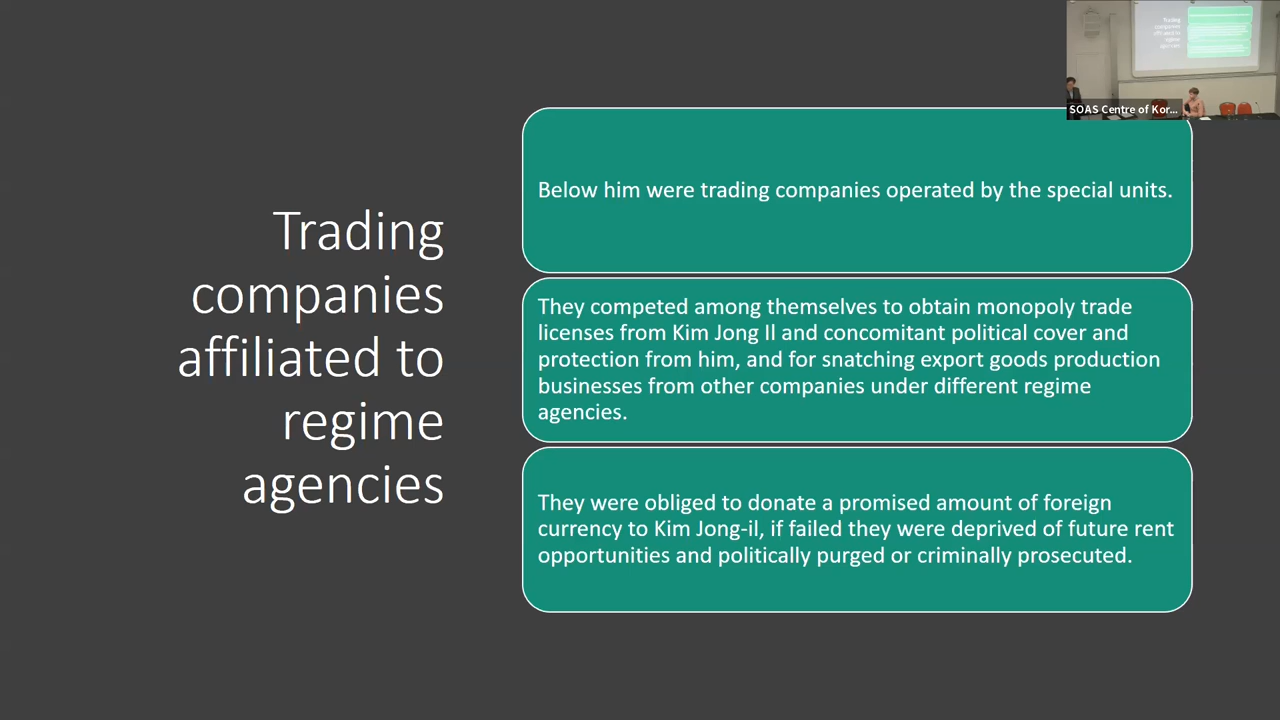 SOAS Centre of Kor...
Trading
companies
affiliated to
regime
agencies
Below him were trading companies operated by the special units.
They competed among themselves to obtain monopoly trade
licenses from Kim Jong Il and concomitant political cover and
protection from him, and for snatching export goods production
businesses from other companies under different regime
agencies.
They were obliged to donate a promised amount of foreign
currency to Kim Jong-il, if failed they were deprived of future rent
opportunities and politically purged or criminally prosecuted.